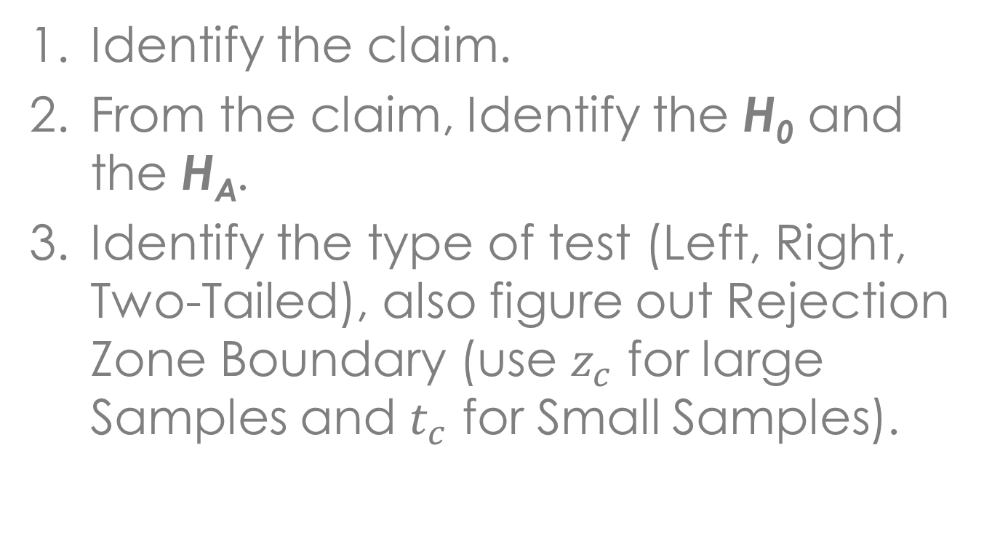 1. Identify the claim.
2. From the claim, Identify the H₀ and
the H_A.
3. Identify the type of test (Left, Right,
Two-Tailed), also figure out Rejection
Zone Boundary (use z_c for large
Samples and t_c for Small Samples).